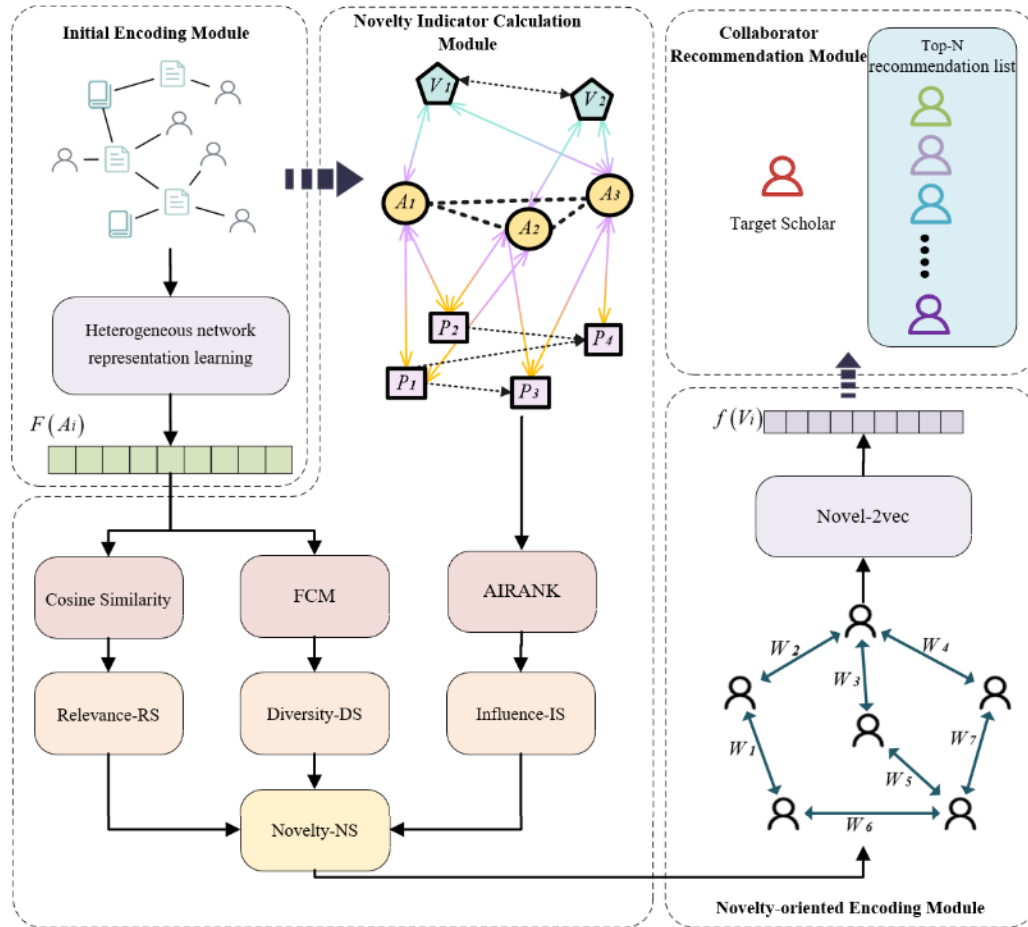 Initial Encoding Module
Heterogeneous network
representation learning
F(Ai)
Novelty Indicator Calculation
Module
V1
V2
A1
A2
A3
P2
P4
P1
P3
Cosine Similarity
FCM
AIRANK
Relevance-RS
Diversity-DS
Influence-IS
Novelty-NS
Collaborator
Recommendation Module
Top-N
recommendation list
Target Scholar
f(Vi)
Novel-2vec
W2
W4
W3
W1
W7
W5
W6
Novelty-oriented Encoding Module